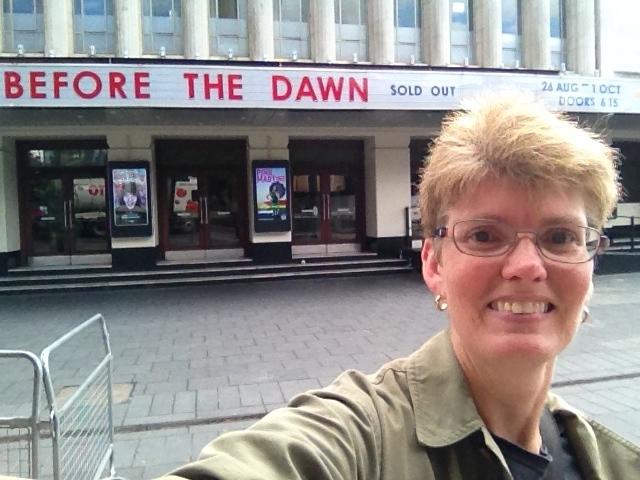 BEFORE THE DAWN SOLD OUT 26 AUG - 1 OCT
DOORS 6 15